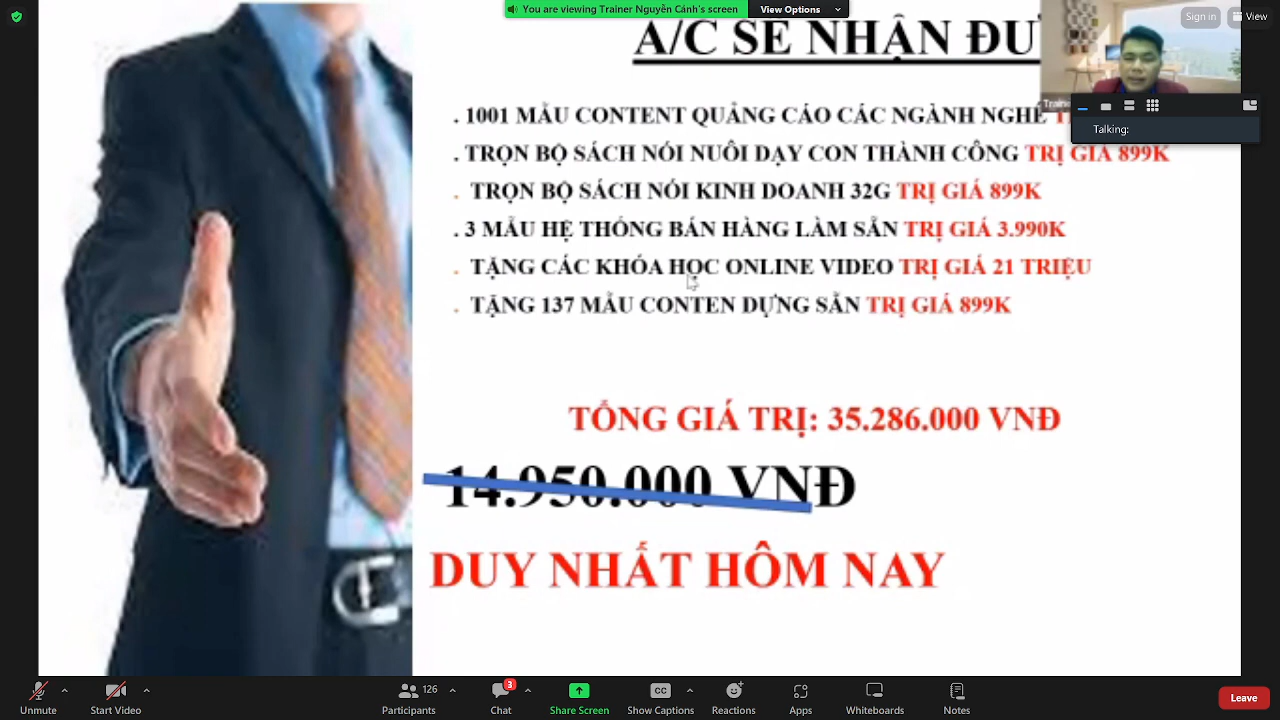 You are viewing Trainer Nguyễn Cảnh's screen
View Options
Sign in
View
A/C SẼ NHẬN
Talking:
. 1001 MẪU CONTENT QUẢNG CÁO CÁC NGÀNH NGHỀ
. TRỌN BỘ SÁCH NÓI NUÔI DẠY CON THÀNH CÔNG TRỊ GIÁ 899K
. TRỌN BỘ SÁCH NÓI KINH DOANH 32G TRỊ GIÁ 899K
. 3 MẪU HỆ THỐNG BÁN HÀNG LÀM SẴN TRỊ GIÁ 3.990K
. TẶNG CÁC KHÓA HỌC ONLINE VIDEO TRỊ GIÁ 21 TRIỆU
. TẶNG 137 MẪU CONTEN DỰNG SẴN TRỊ GIÁ 899K
TỔNG GIÁ TRỊ: 35.286.000 VNĐ
14.950.000 VNĐ
DUY NHẤT HÔM NAY
Unmute
Start Video
Participants
126
Chat
3
Share Screen
CC
Show Captions
Reactions
Apps
Whiteboards
Notes
Leave